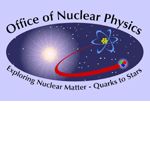 Office of Nuclear Physics
Exploring Nuclear Matter - Quarks to Stars